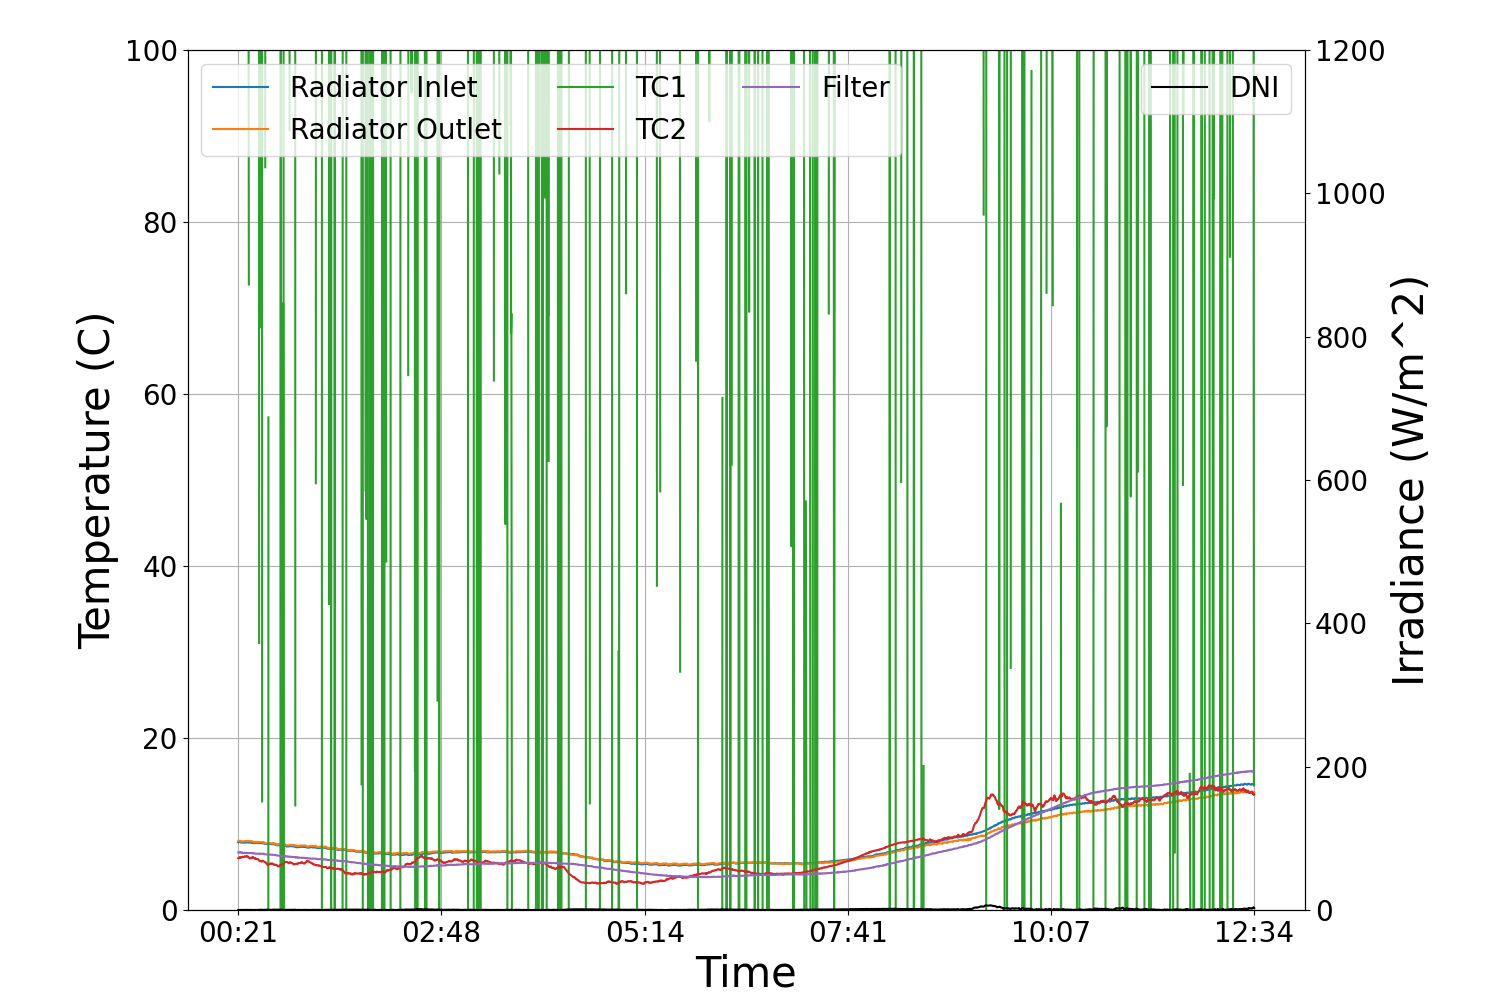 100
80
60
40
20
0
Temperature (C)
Radiator Inlet
Radiator Outlet
TC1
TC2
Filter
DNI
1200
1000
800
600
400
200
0
Irradiance (W/m^2)
00:21
02:48
05:14
07:41
10:07
12:34
Time